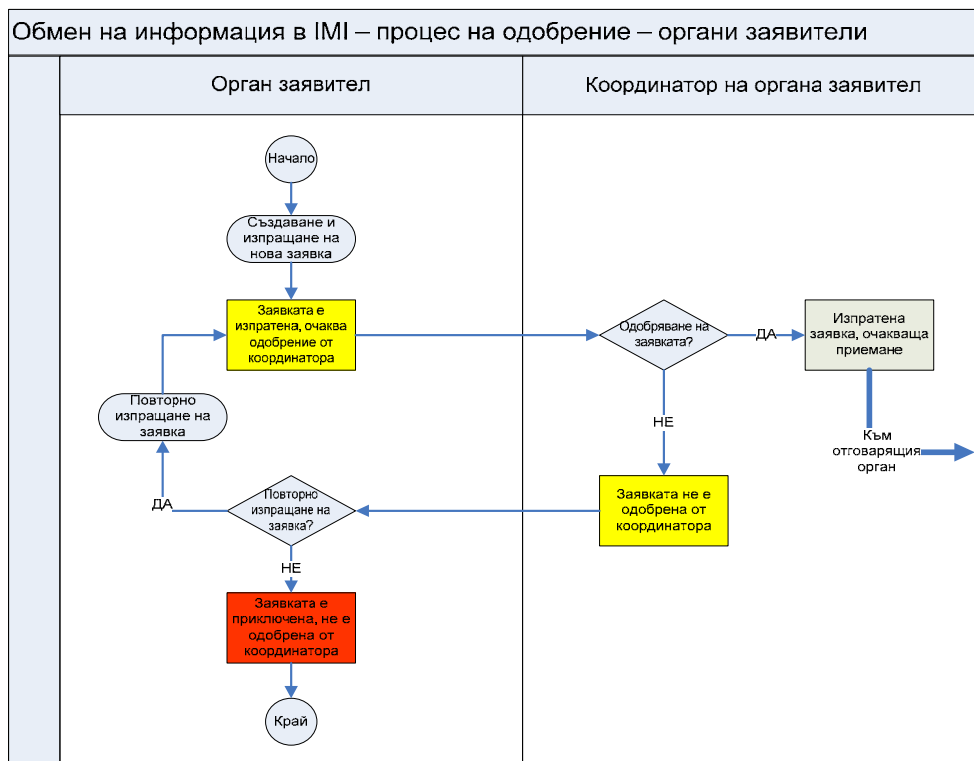 Обмен на информация в IMI – процес на одобрение – органи заявители
Орган заявител
Координатор на органа заявител
Начало
Създаване и
изпращане на
нова заявка
Заявката е
изпратена, очаква
одобрение от
координатора
Одобряване на
заявката?
ДА
Изпратена
заявка, очакваща
приемане
Повторно
изпращане на
заявка
НЕ
Към
отговарящия
орган
ДА
Повторно
изпращане на
заявка?
Заявката не е
одобрена от
координатора
НЕ
Заявката е
приключена, не е
одобрена от
координатора
Край